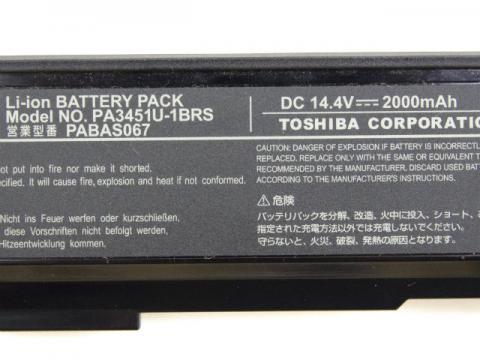 Li-ion BATTERY PACK
Model NO. PA3451U-1BRS
営業型番 PABAS067
DC 14.4V⎓2000mAh
TOSHIBA CORPORATION
not put into fire nor make it should.
specified. It will cause fire, explosion and heat if not conformed.
Nicht ins Feuer werfen oder kurzschließen,
diese Vorschriften nicht befolgt werden,
Hitzeentwicklung kommen.
CAUTION: DANGER OF EXPLOSION IF BATTERY IS INCORRECTLY
REPLACED. REPLACE ONLY WITH THE SAME OR EQUIVALENT
RECOMMENDED BY THE MANUFACTURER. DISCARD USED BATT
ACCORDING TO THE MANUFACTURER'S INSTRUCTIONS.
⚠危険
バッテリパックを分解、改造、火中に投入、ショート、
指定された充電方法以外で充電しないでください。
守らないと、火災、破裂、発熱の原因となります。